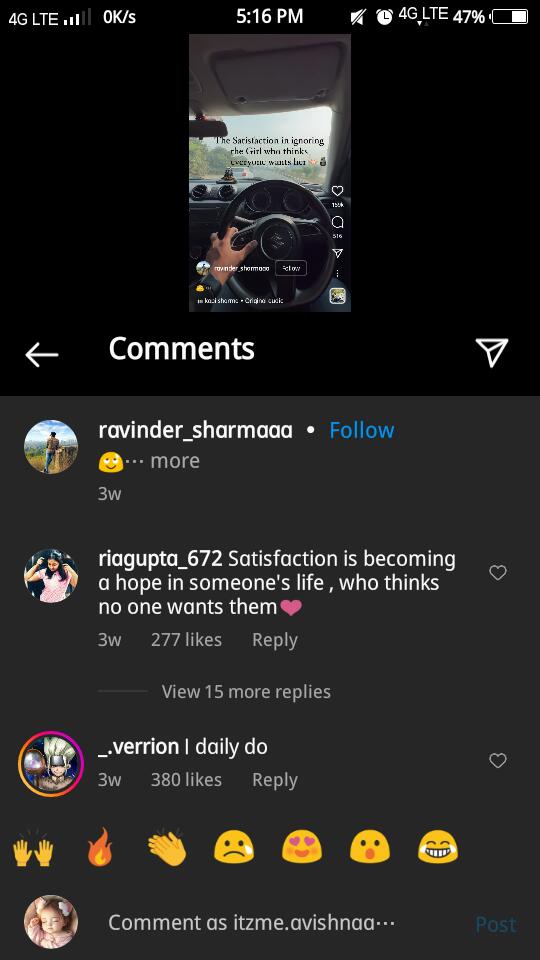 4G LTE 0K/s 5:16 PM 4G LTE 47%
The Satisfaction in ignoring
the Girl who thinks
everyone wants her
159k
516
ravinder_sharmaaa Follow
kapil sharma • Original audio
Comments
ravinder_sharmaaa • Follow
... more
3w
riagupta_672 Satisfaction is becoming
a hope in someone's life , who thinks
no one wants them
3w 277 likes Reply
View 15 more replies
_.verrion I daily do
3w 380 likes Reply
Comment as itzme.avishnaa... Post